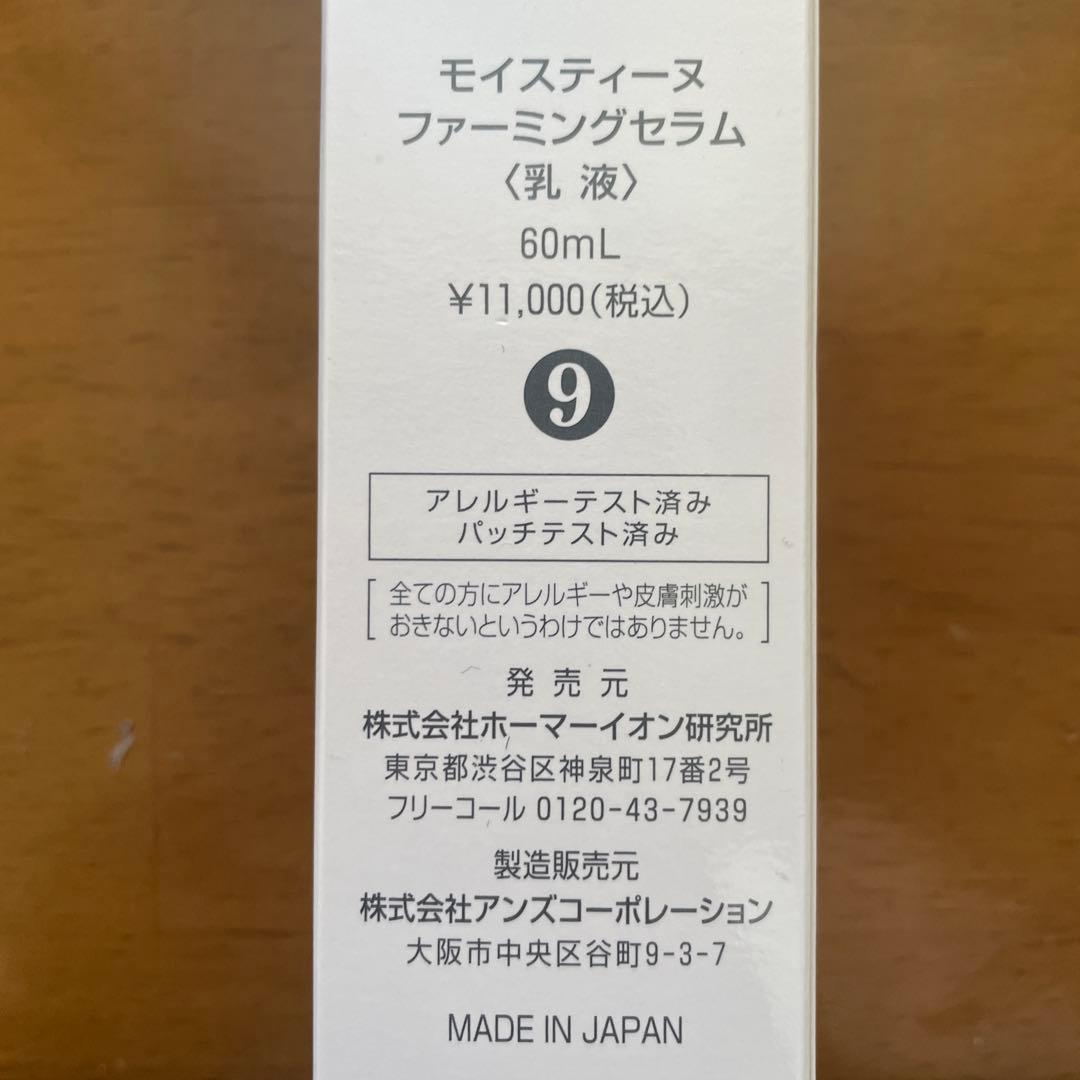 モイスティーヌ
ファーミングセラム
〈乳 液〉
60mL
¥11,000(税込)
9
アレルギーテスト済み
パッチテスト済み
全ての方にアレルギーや皮膚刺激が
おきないというわけではありません。
発 売 元
株式会社ホーマーイオン研究所
東京都渋谷区神泉町17番2号
フリーコール 0120-43-7939
製造販売元
株式会社アンズコーポレーション
大阪市中央区谷町9-3-7
MADE IN JAPAN